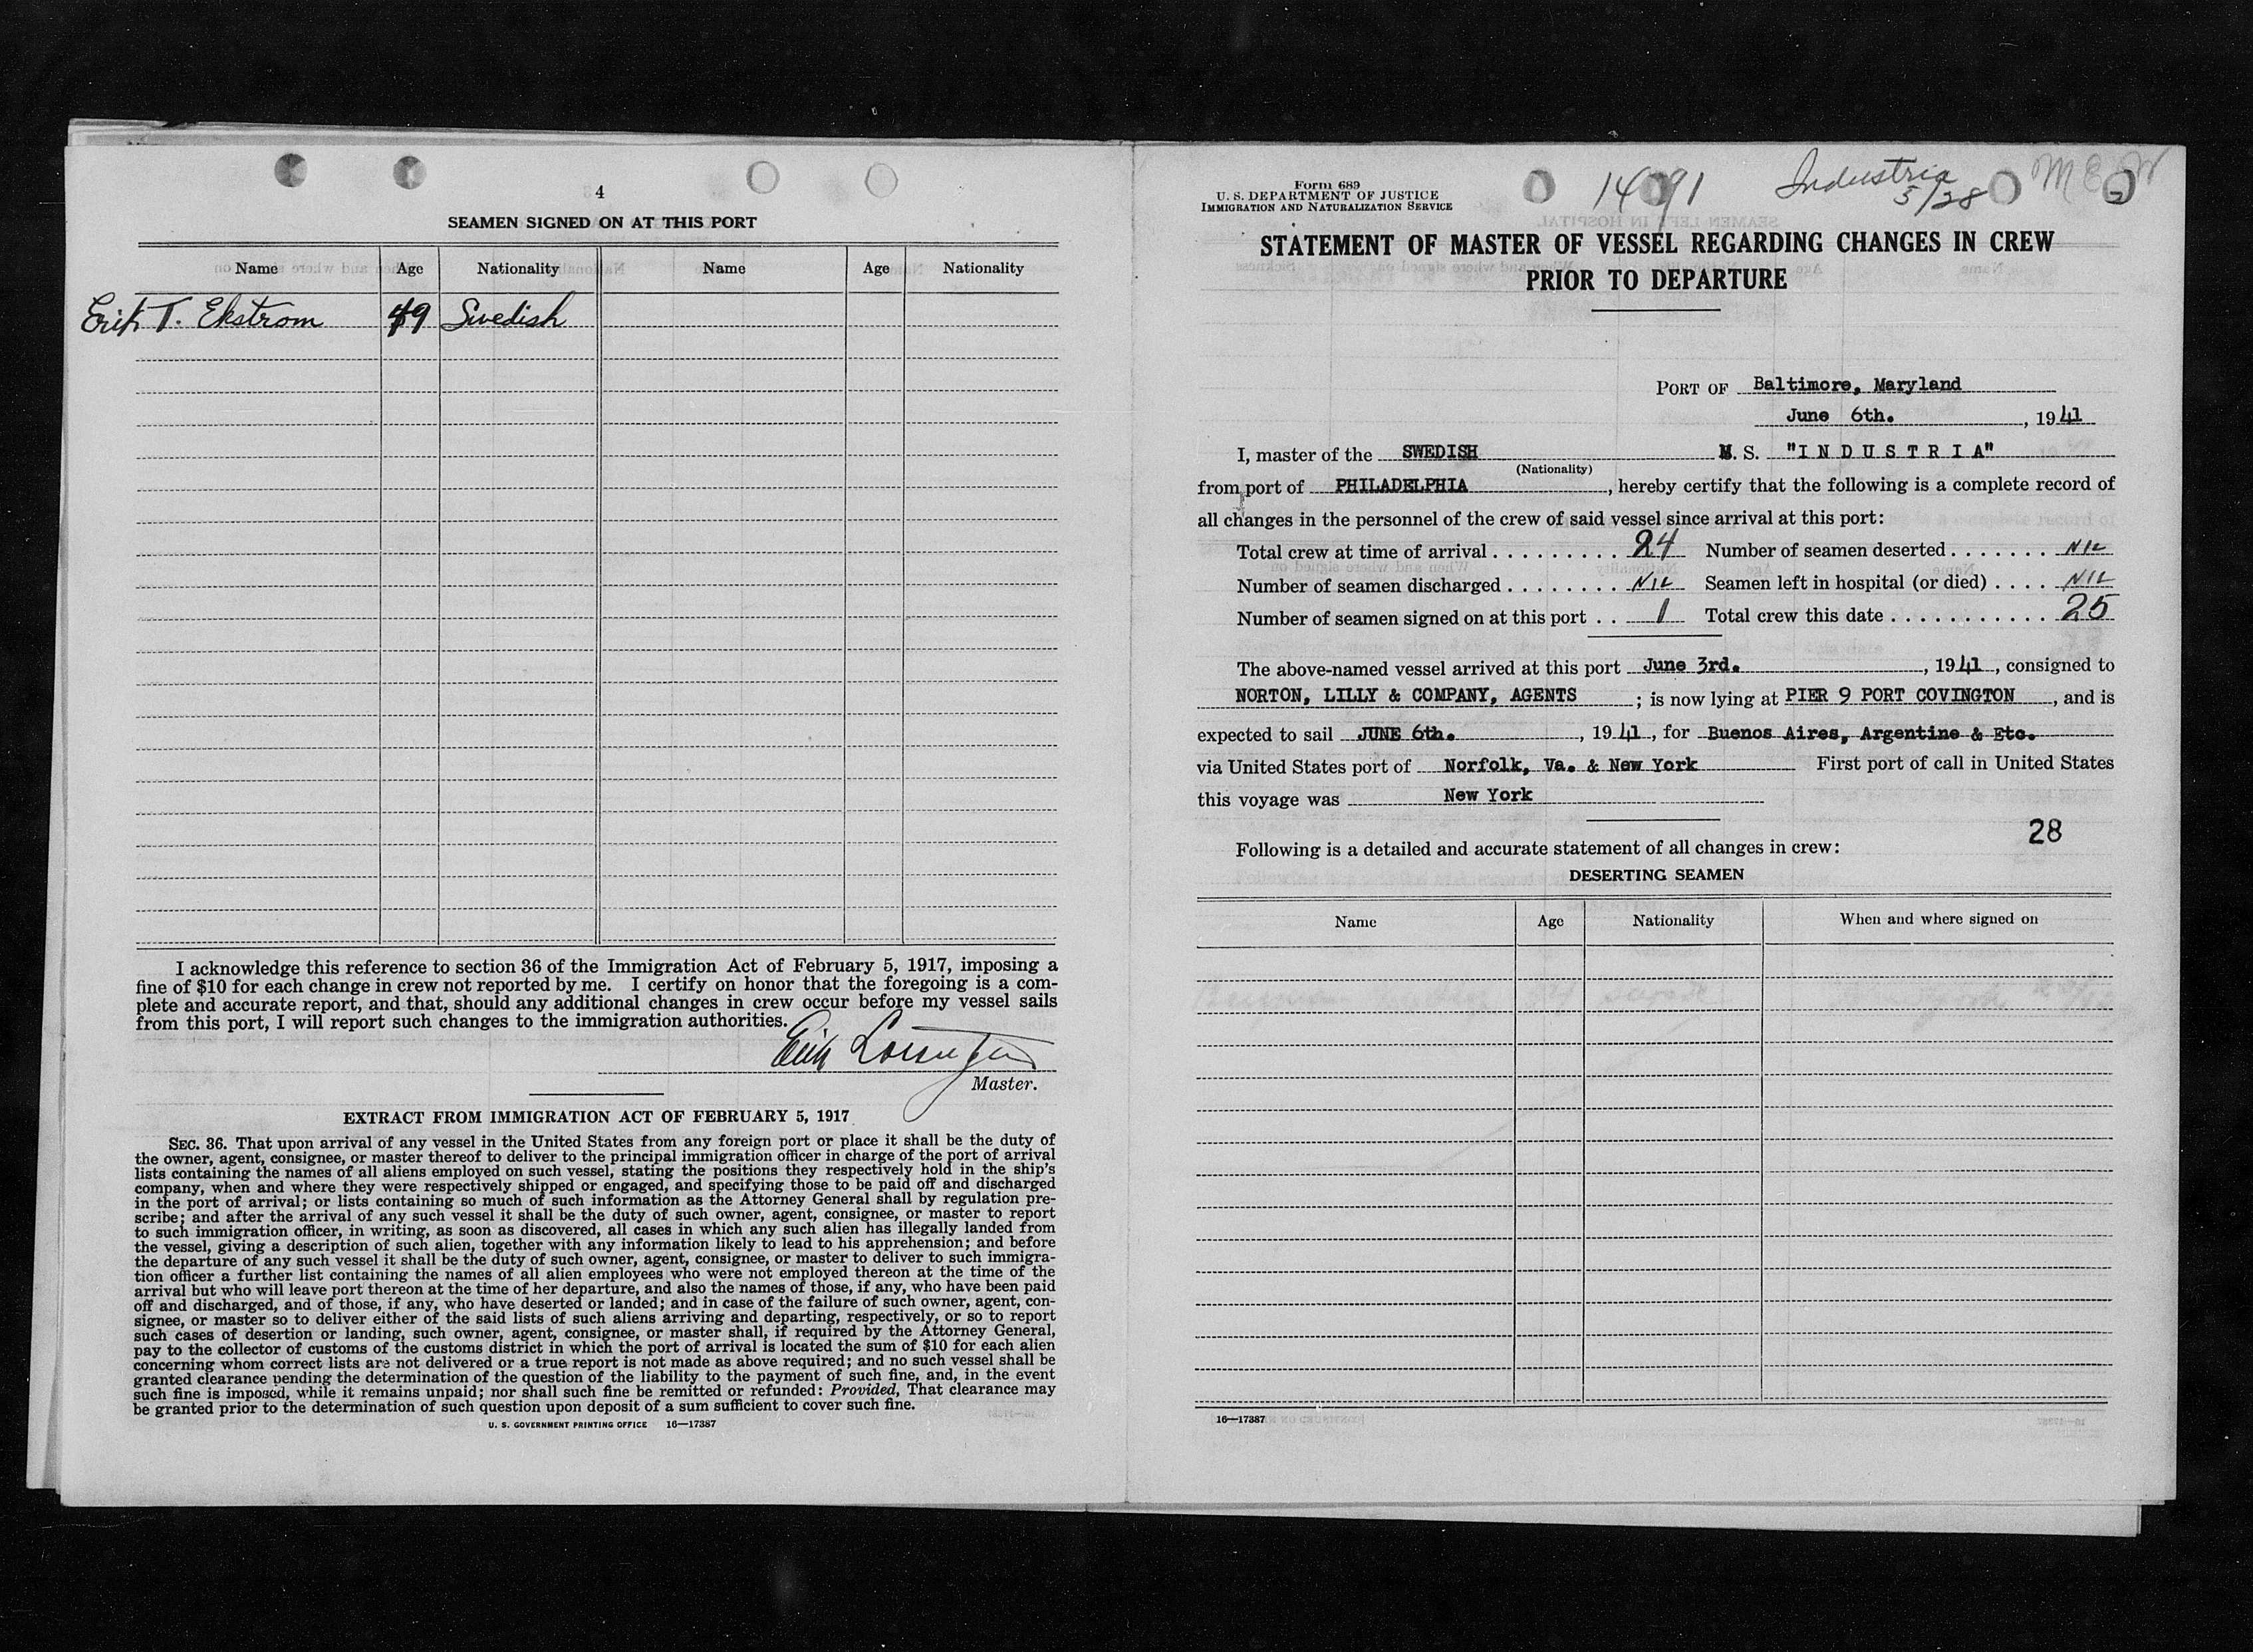 4
SEAMEN SIGNED ON AT THIS PORT
Name Age Nationality Name Age Nationality
Erik T. Ekstrom 49 Swedish
I acknowledge this reference to section 36 of the Immigration Act of February 5, 1917, imposing a
fine of $10 for each change in crew not reported by me. I certify on honor that the foregoing is a com-
plete and accurate report, and that, should any additional changes in crew occur before my vessel sails
from this port, I will report such changes to the immigration authorities.
Erik
Master.
EXTRACT FROM IMMIGRATION ACT OF FEBRUARY 5, 1917
SEC. 36. That upon arrival of any vessel in the United States from any foreign port or place it shall be the duty of
the owner, agent, consignee, or master thereof to deliver to the principal immigration officer in charge of the port of arrival
lists containing the names of all aliens employed on such vessel, stating the positions they respectively hold in the ship's
company, when and where they were respectively shipped or engaged, and specifying those to be paid off and discharged
in the port of arrival; or lists containing so much of such information as the Attorney General shall by regulation pre-
scribe; and after the arrival of any such vessel it shall be the duty of such owner, agent, consignee, or master to report
to such immigration officer, in writing, as soon as discovered, all cases in which any such alien has illegally landed from
the vessel, giving a description of such alien, together with any information likely to lead to his apprehension; and before
the departure of any such vessel it shall be the duty of such owner, agent, consignee, or master to deliver to such immigra-
tion officer a further list containing the names of all alien employees who were not employed thereon at the time of the
arrival but who will leave port thereon at the time of her departure, and also the names of those, if any, who have been paid
off and discharged, and of those, if any, who have deserted or landed; and in case of the failure of such owner, agent, con-
signee, or master so to deliver either of the said lists of such aliens arriving and departing, respectively, or so to report
such cases of desertion or landing, such owner, agent, consignee, or master shall, if required by the Attorney General,
pay to the collector of customs of the customs district in which the port of arrival is located the sum of $10 for each alien
concerning whom correct lists are not delivered or a true report is not made as above required; and no such vessel shall be
granted clearance pending the determination of the question of the liability to the payment of such fine, and, in the event
such fine is imposed, while it remains unpaid; nor shall such fine be remitted or refunded: Provided, That clearance may
be granted prior to the determination of such question upon deposit of a sum sufficient to cover such fine.
U. S. GOVERNMENT PRINTING OFFICE 16—17387
Form 689
U. S. DEPARTMENT OF JUSTICE
IMMIGRATION AND NATURALIZATION SERVICE
Industria
5/28
M E W
STATEMENT OF MASTER OF VESSEL REGARDING CHANGES IN CREW
PRIOR TO DEPARTURE
PORT OF Baltimore, Maryland
June 6th. , 1941
I, master of the SWEDISH M. S. "I N D U S T R I A"
(Nationality)
from port of PHILADELPHIA , hereby certify that the following is a complete record of
all changes in the personnel of the crew of said vessel since arrival at this port:
Total crew at time of arrival . . . . . . . . . 24 Number of seamen deserted . . . . . . . NIL
Number of seamen discharged . . . . . . . . NIL Seamen left in hospital (or died) . . . . NIL
Number of seamen signed on at this port . . 1 Total crew this date . . . . . . . . . . . 25
The above-named vessel arrived at this port June 3rd. , 1941 , consigned to
NORTON, LILLY & COMPANY, AGENTS ; is now lying at PIER 9 PORT COVINGTON , and is
expected to sail JUNE 6th. , 1941 , for Buenos Aires, Argentine & Etc.
via United States port of Norfolk, Va. & New York First port of call in United States
this voyage was New York
28
Following is a detailed and accurate statement of all changes in crew:
DESERTING SEAMEN
Name Age Nationality When and where signed on
16—17387